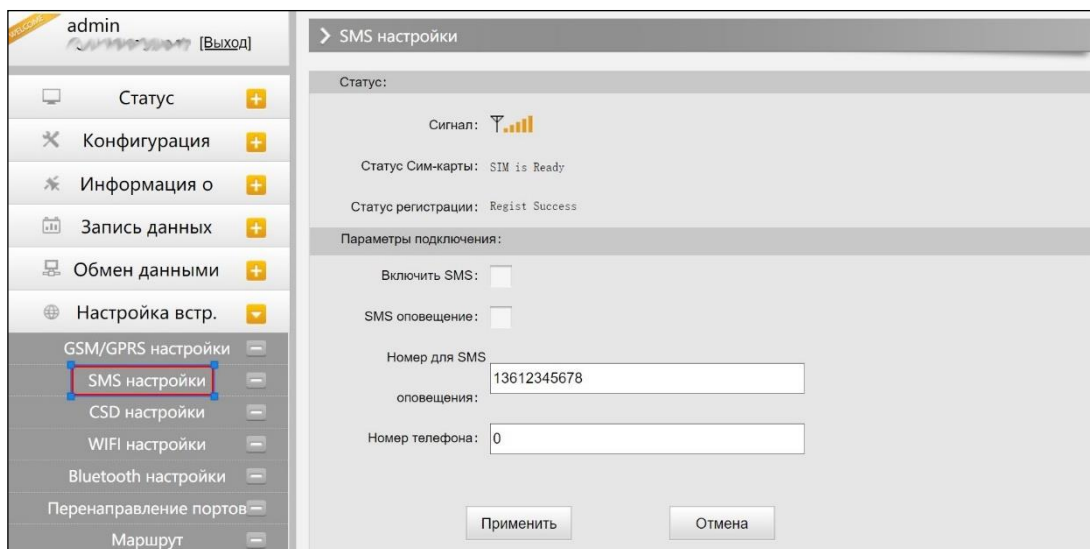 WELCOME
admin
[Выход]
Статус
Конфигурация
Информация о
Запись данных
Обмен данными
Настройка встр.
GSM/GPRS настройки
SMS настройки
CSD настройки
WIFI настройки
Bluetooth настройки
Перенаправление портов
Маршрут
SMS настройки
Статус:
Сигнал:
Статус Сим-карты: SIM is Ready
Статус регистрации: Regist Success
Параметры подключения:
Включить SMS:
SMS оповещение:
Номер для SMS
оповещения:
13612345678
Номер телефона: 0
Применить Отмена